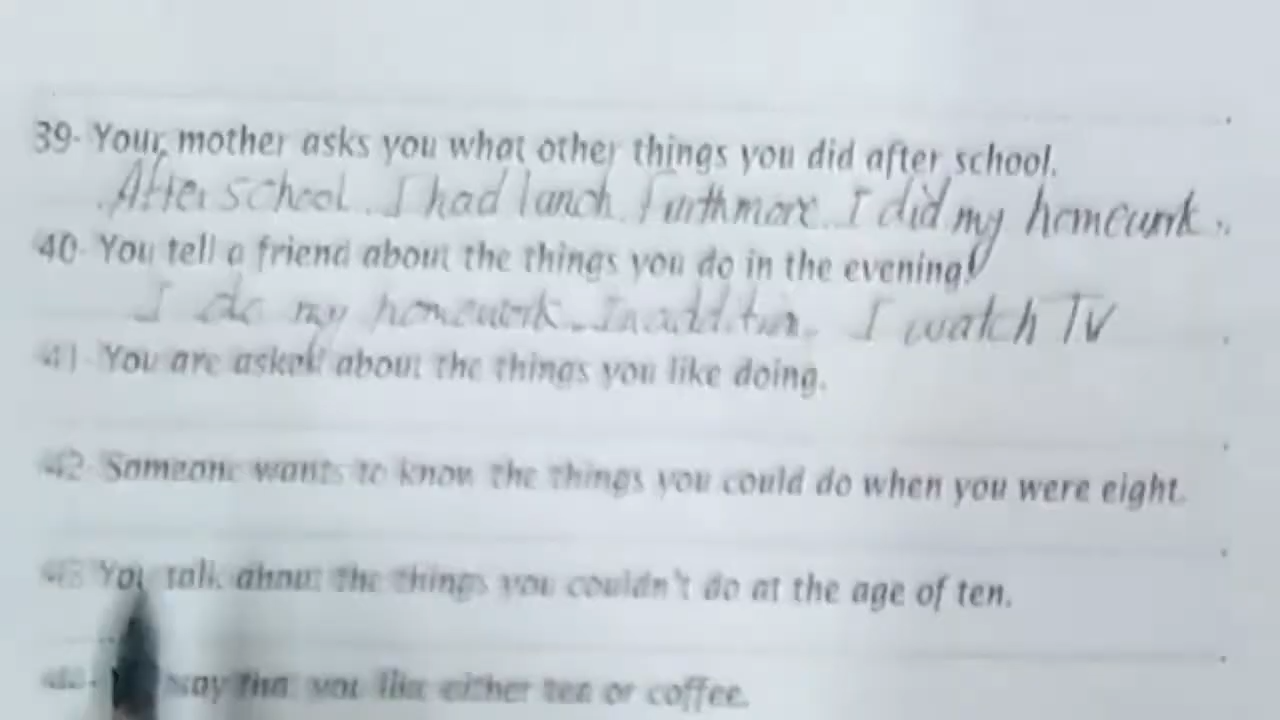 39- Your mother asks you what other things you did after school.
After school. I had lanch. Furthmore. I did my homework.
40- You tell a friend about the things you do in the evening.
I do my homework. In addition. I watch TV
41- You are asked about the things you like doing.
42- Someone wants to know the things you could do when you were eight.
43- You talk about the things you couldn't do at the age of ten.
44- say that you like either tea or coffee.